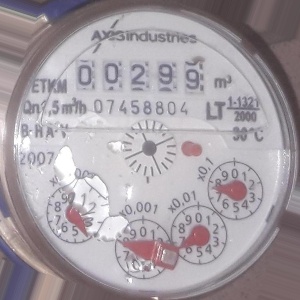 AXISindustries
00299 m³
ETKM
Qn 1,5 m³/h 07458804 LT 1-1321 2000
B-H A-V 30°C
2007
x0,1
x0,01
x0,001